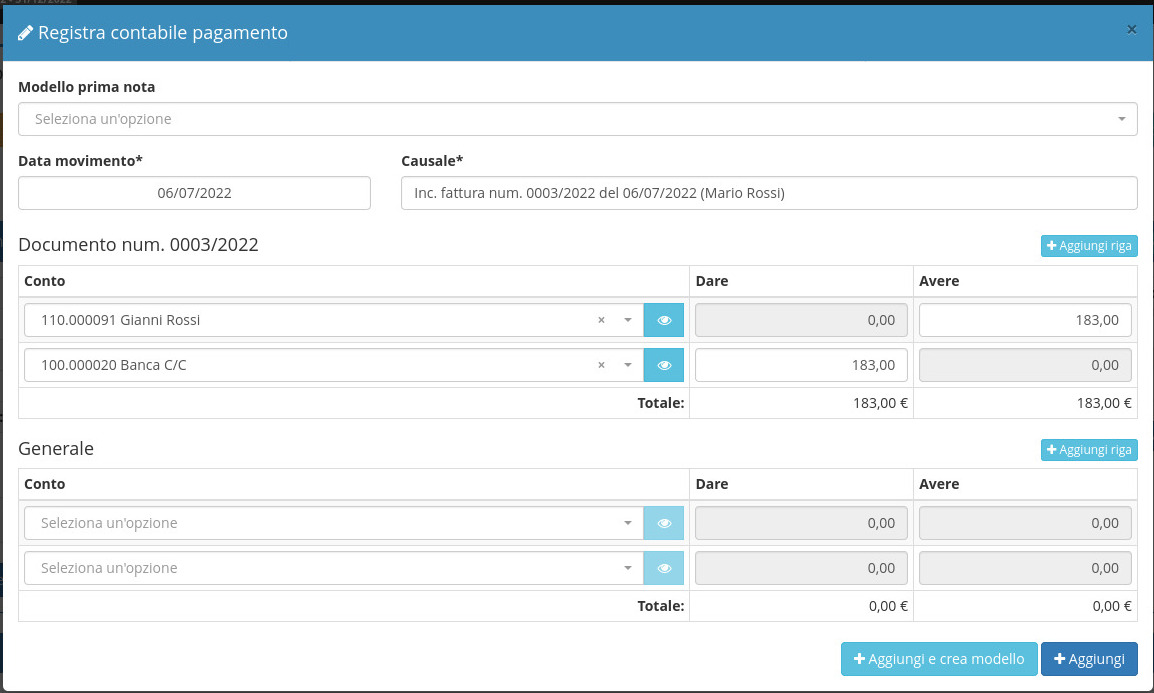 Registra contabile pagamento
×
Modello prima nota
Seleziona un'opzione
Data movimento* Causale*
06/07/2022 Inc. fattura num. 0003/2022 del 06/07/2022 (Mario Rossi)
Documento num. 0003/2022 + Aggiungi riga
Conto Dare Avere
110.000091 Gianni Rossi × 0,00 183,00
100.000020 Banca C/C × 183,00 0,00
Totale: 183,00 € 183,00 €
Generale + Aggiungi riga
Conto Dare Avere
Seleziona un'opzione 0,00 0,00
Seleziona un'opzione 0,00 0,00
Totale: 0,00 € 0,00 €
+ Aggiungi e crea modello + Aggiungi